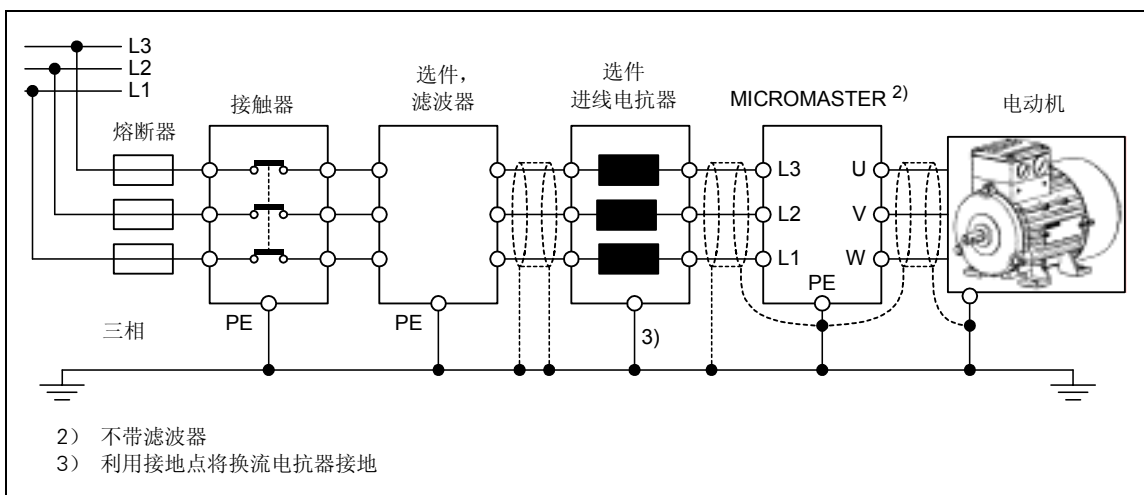 L3
L2
L1
熔断器
接触器
选件，
滤波器
选件
进线电抗器
MICROMASTER 2)
电动机
L3
L2
L1
U
V
W
PE
PE
PE
3)
三相
2） 不带滤波器
3） 利用接地点将换流电抗器接地